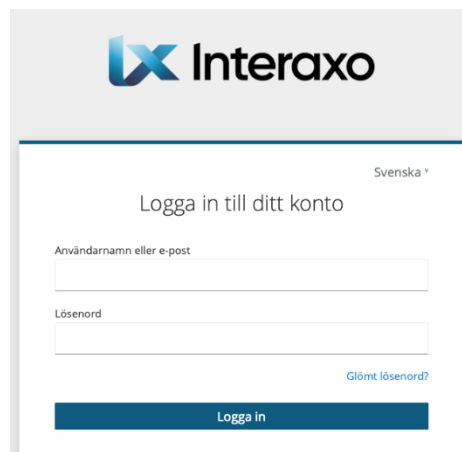 Interaxo
Svenska
Logga in till ditt konto
Användarnamn eller e-post
Lösenord
Glömt lösenord?
Logga in